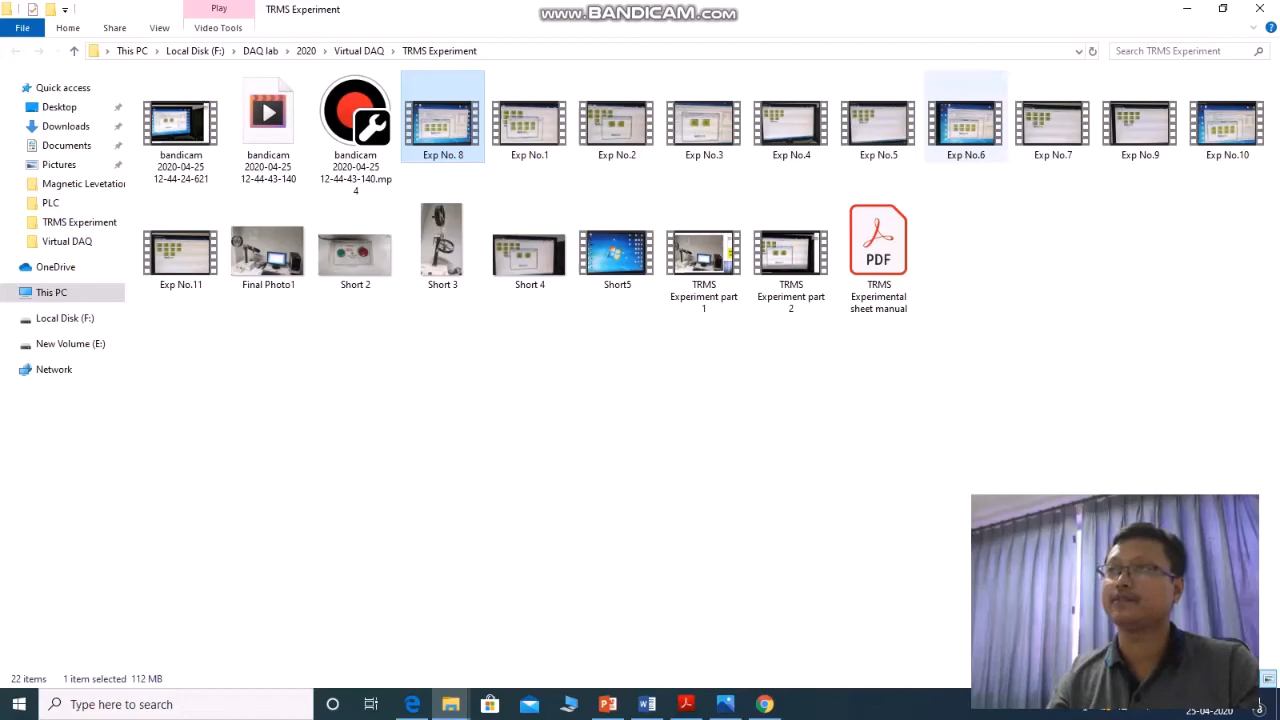 www.BANDICAM.com
Play
TRMS Experiment
File
Home
Share
View
Video Tools
This PC
Local Disk (F:)
DAQ lab
2020
Virtual DAQ
TRMS Experiment
Search TRMS Experiment
Quick access
Desktop
Downloads
Documents
Pictures
Magnetic Levetation
PLC
TRMS Experiment
Virtual DAQ
OneDrive
This PC
Local Disk (F:)
New Volume (E:)
Network
bandicam
2020-04-25
12-44-24-621
bandicam
2020-04-25
12-44-43-140
bandicam
2020-04-25
12-44-43-140.mp
4
Exp No. 8
Exp No.1
Exp No.2
Exp No.3
Exp No.4
Exp No.5
Exp No.6
Exp No.7
Exp No.9
Exp No.10
Exp No.11
Final Photo1
Short 2
Short 3
Short 4
Short5
TRMS
Experiment part
1
TRMS
Experiment part
2
PDF
TRMS
Experimental
sheet manual
22 items
1 item selected 112 MB
Type here to search
25-04-2020